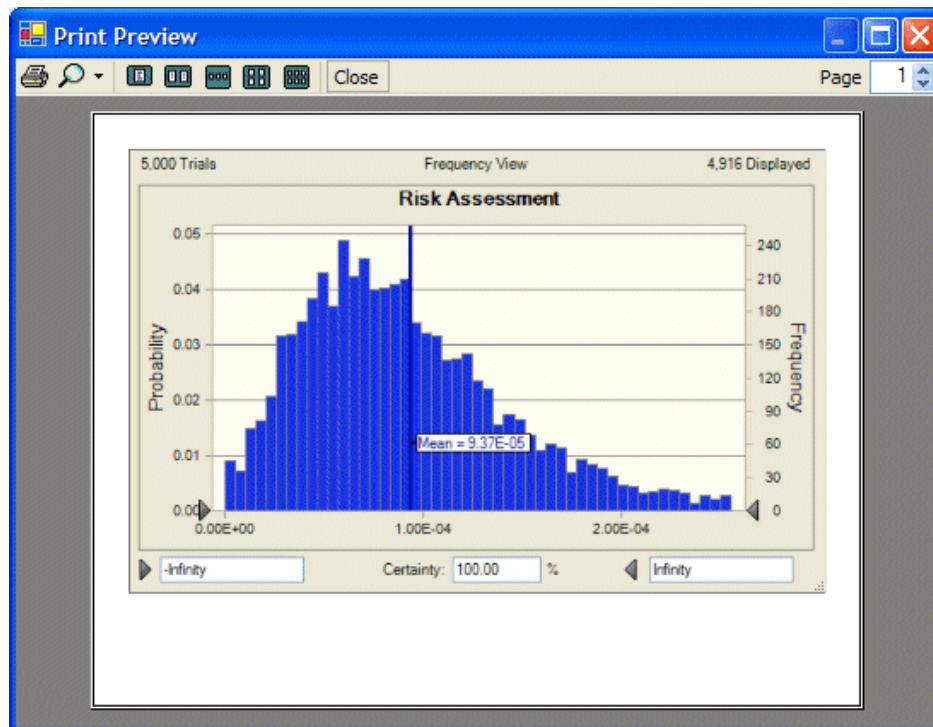 Print Preview
Close
Page 1
5,000 Trials Frequency View 4,916 Displayed
Risk Assessment
0.05
0.04
0.03
0.02
0.01
0.00
Probability
240
210
180
150
120
90
60
30
0
Frequency
Mean = 9.37E-05
0.00E+00 1.00E-04 2.00E-04
-Infinity Certainty: 100.00 % Infinity